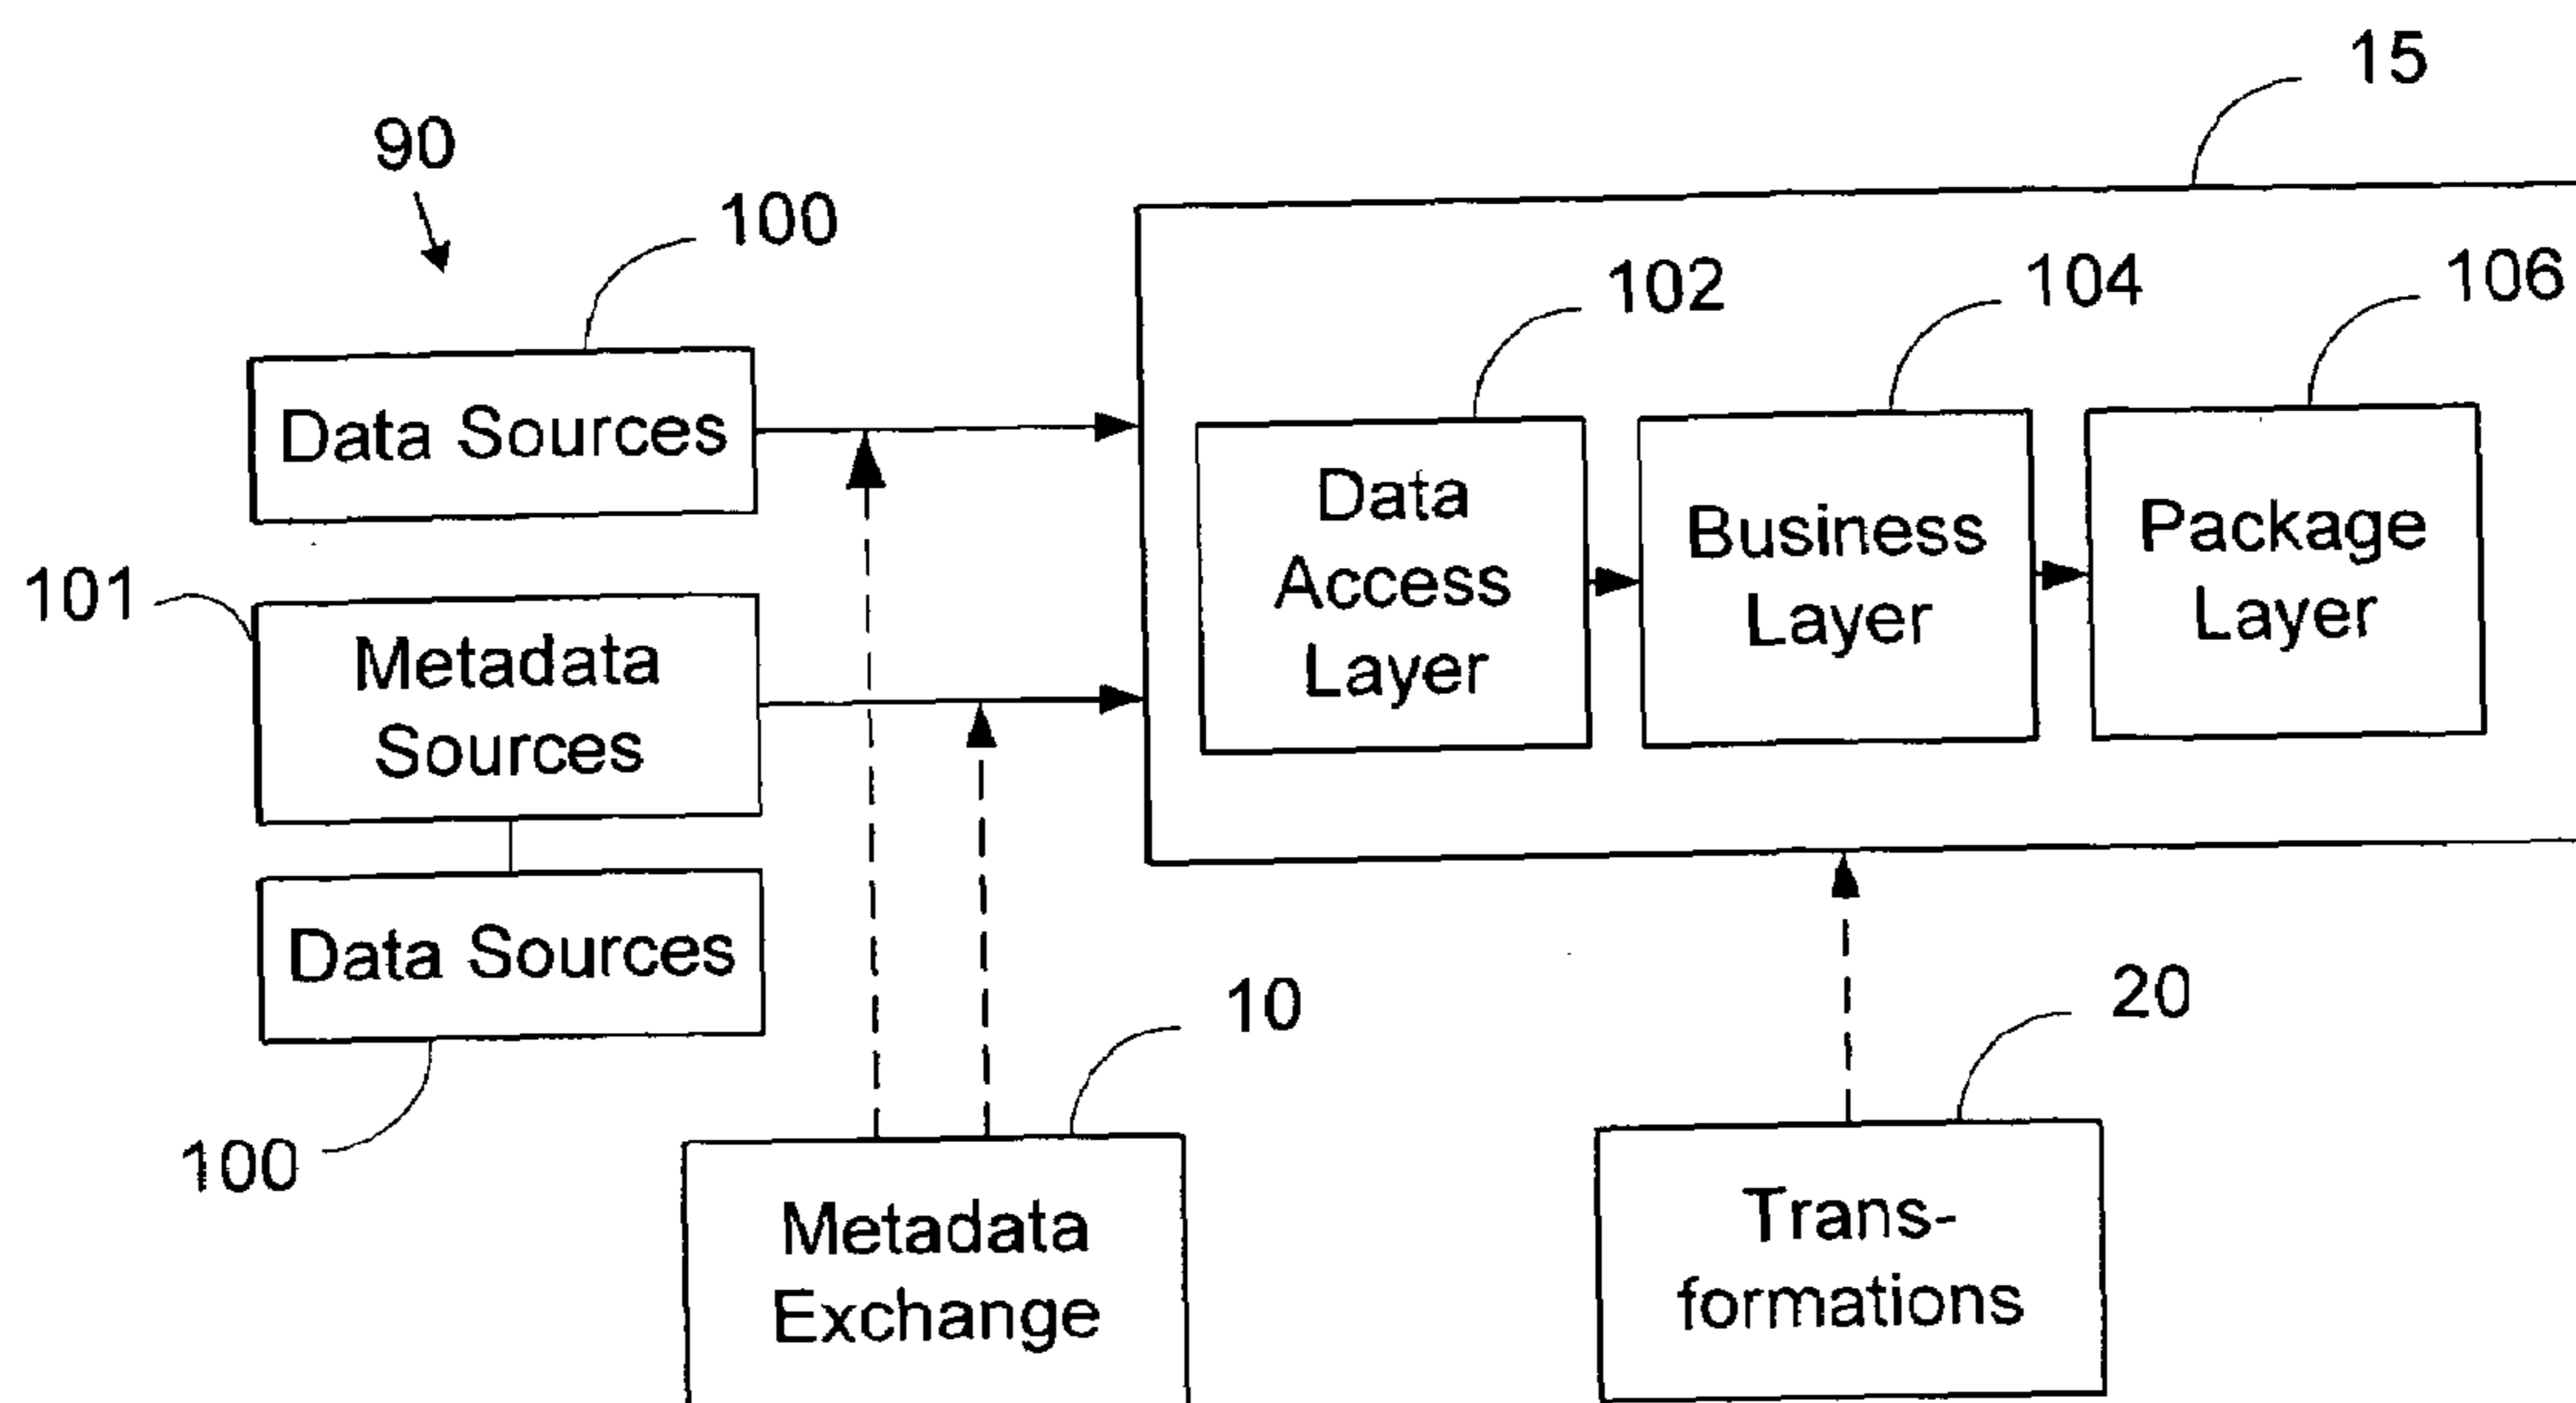 15
90
100
102
104
106
Data Sources
101
Metadata
Sources
Data
Access
Layer
Business
Layer
Package
Layer
Data Sources
100
10
20
Metadata
Exchange
Trans-
formations